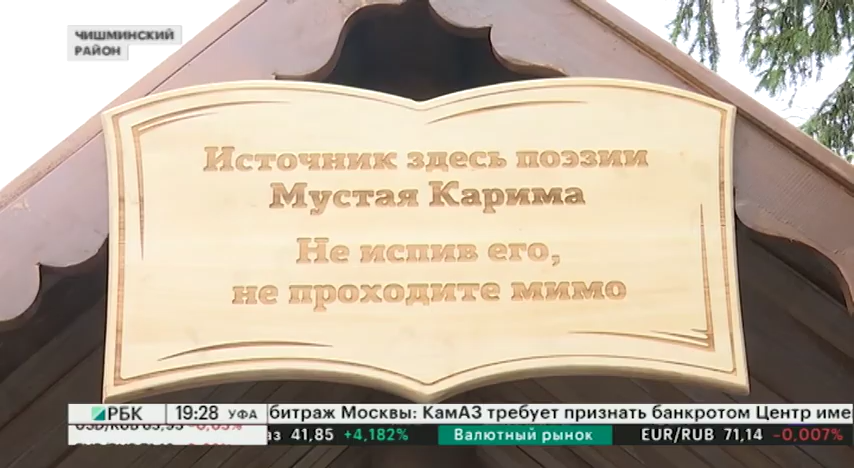 ЧИШМИНСКИЙ
РАЙОН
Источник здесь поэзии
Мустая Карима
Не испив его,
не проходите мимо
РБК 19:28 УФА битраж Москвы: КамАЗ требует признать банкротом Центр име
аз 41,85 +4,182% Валютный рынок EUR/RUB 71,14 -0,007%